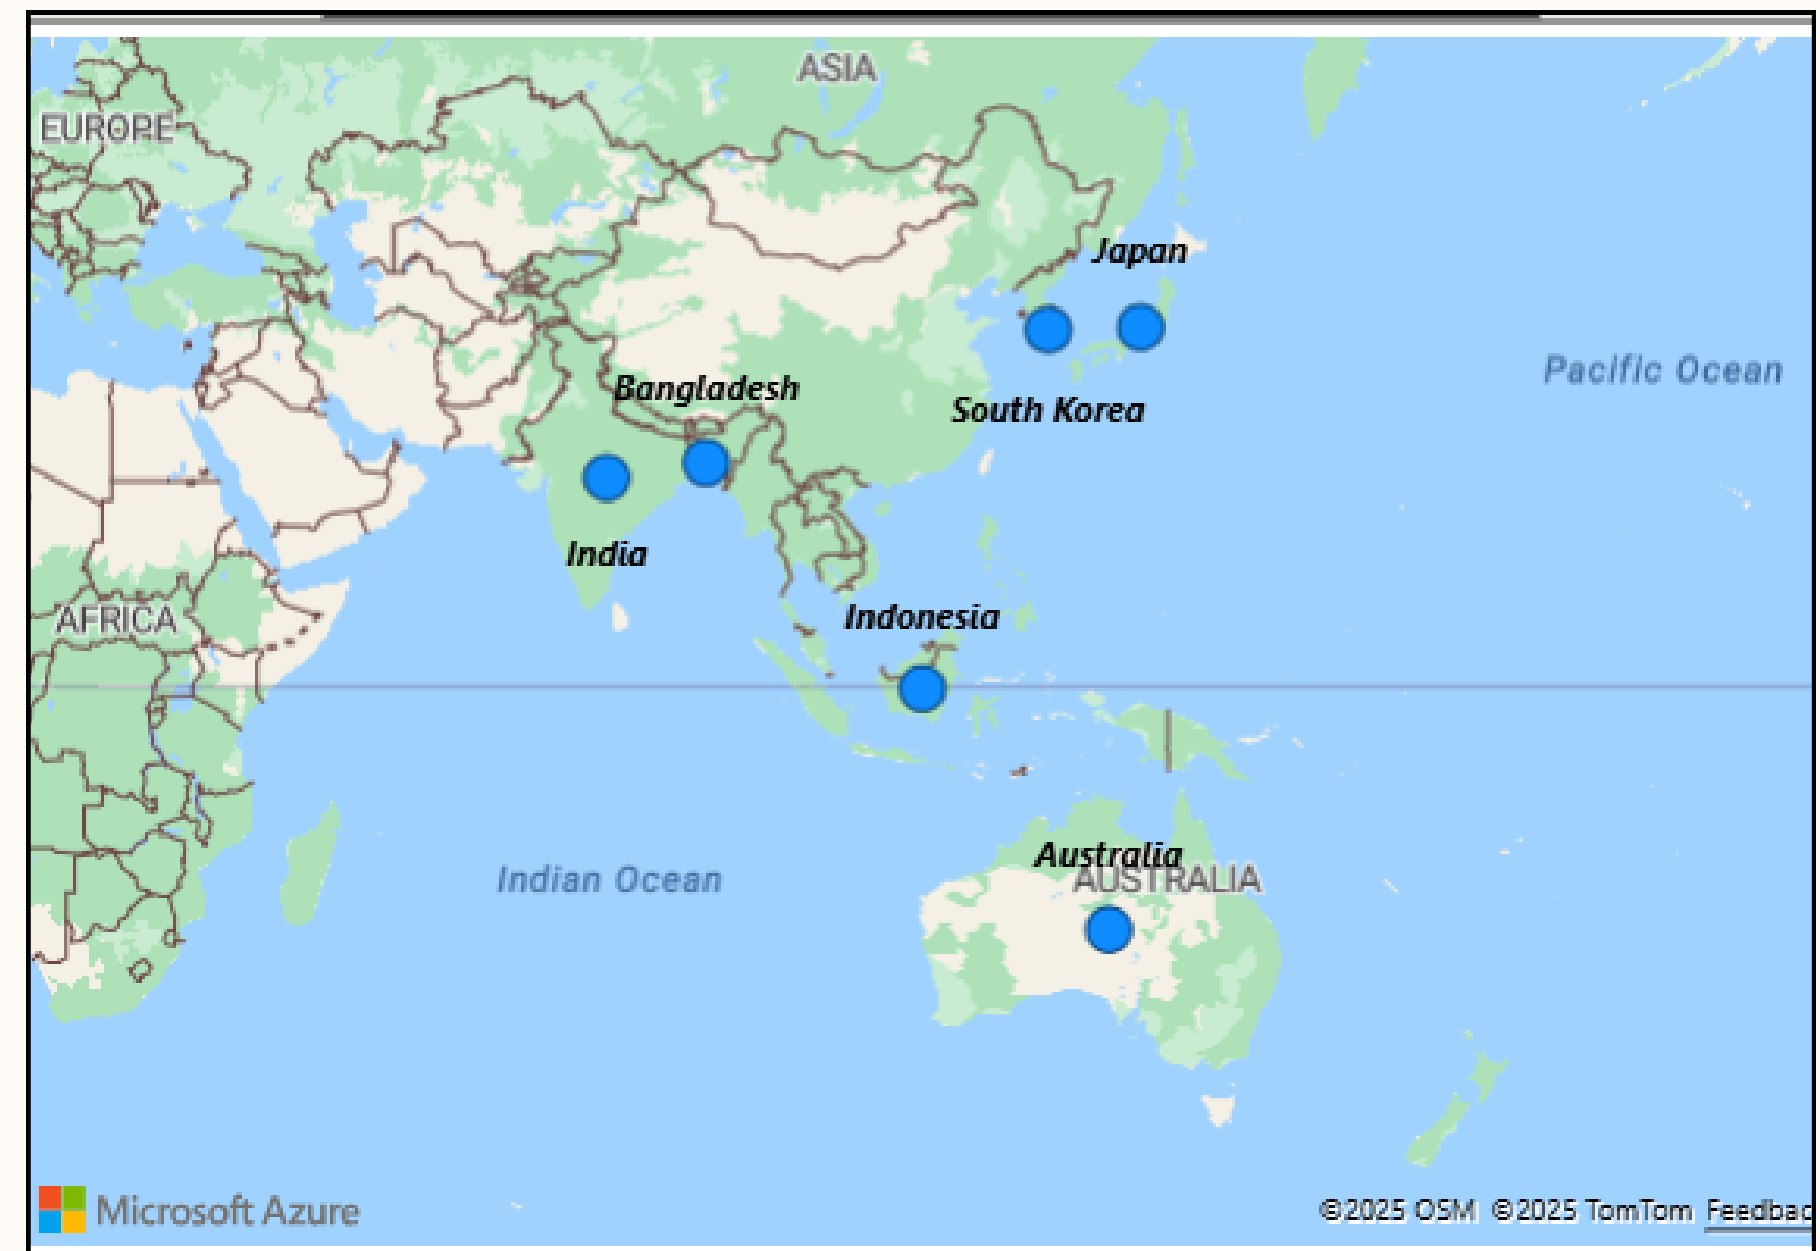 ASIA
EUROPE
Japan
Pacific Ocean
Bangladesh
South Korea
India
Indonesia
AFRICA
Australia
AUSTRALIA
Indian Ocean
Microsoft Azure
©2025 OSM ©2025 TomTom Feedbac